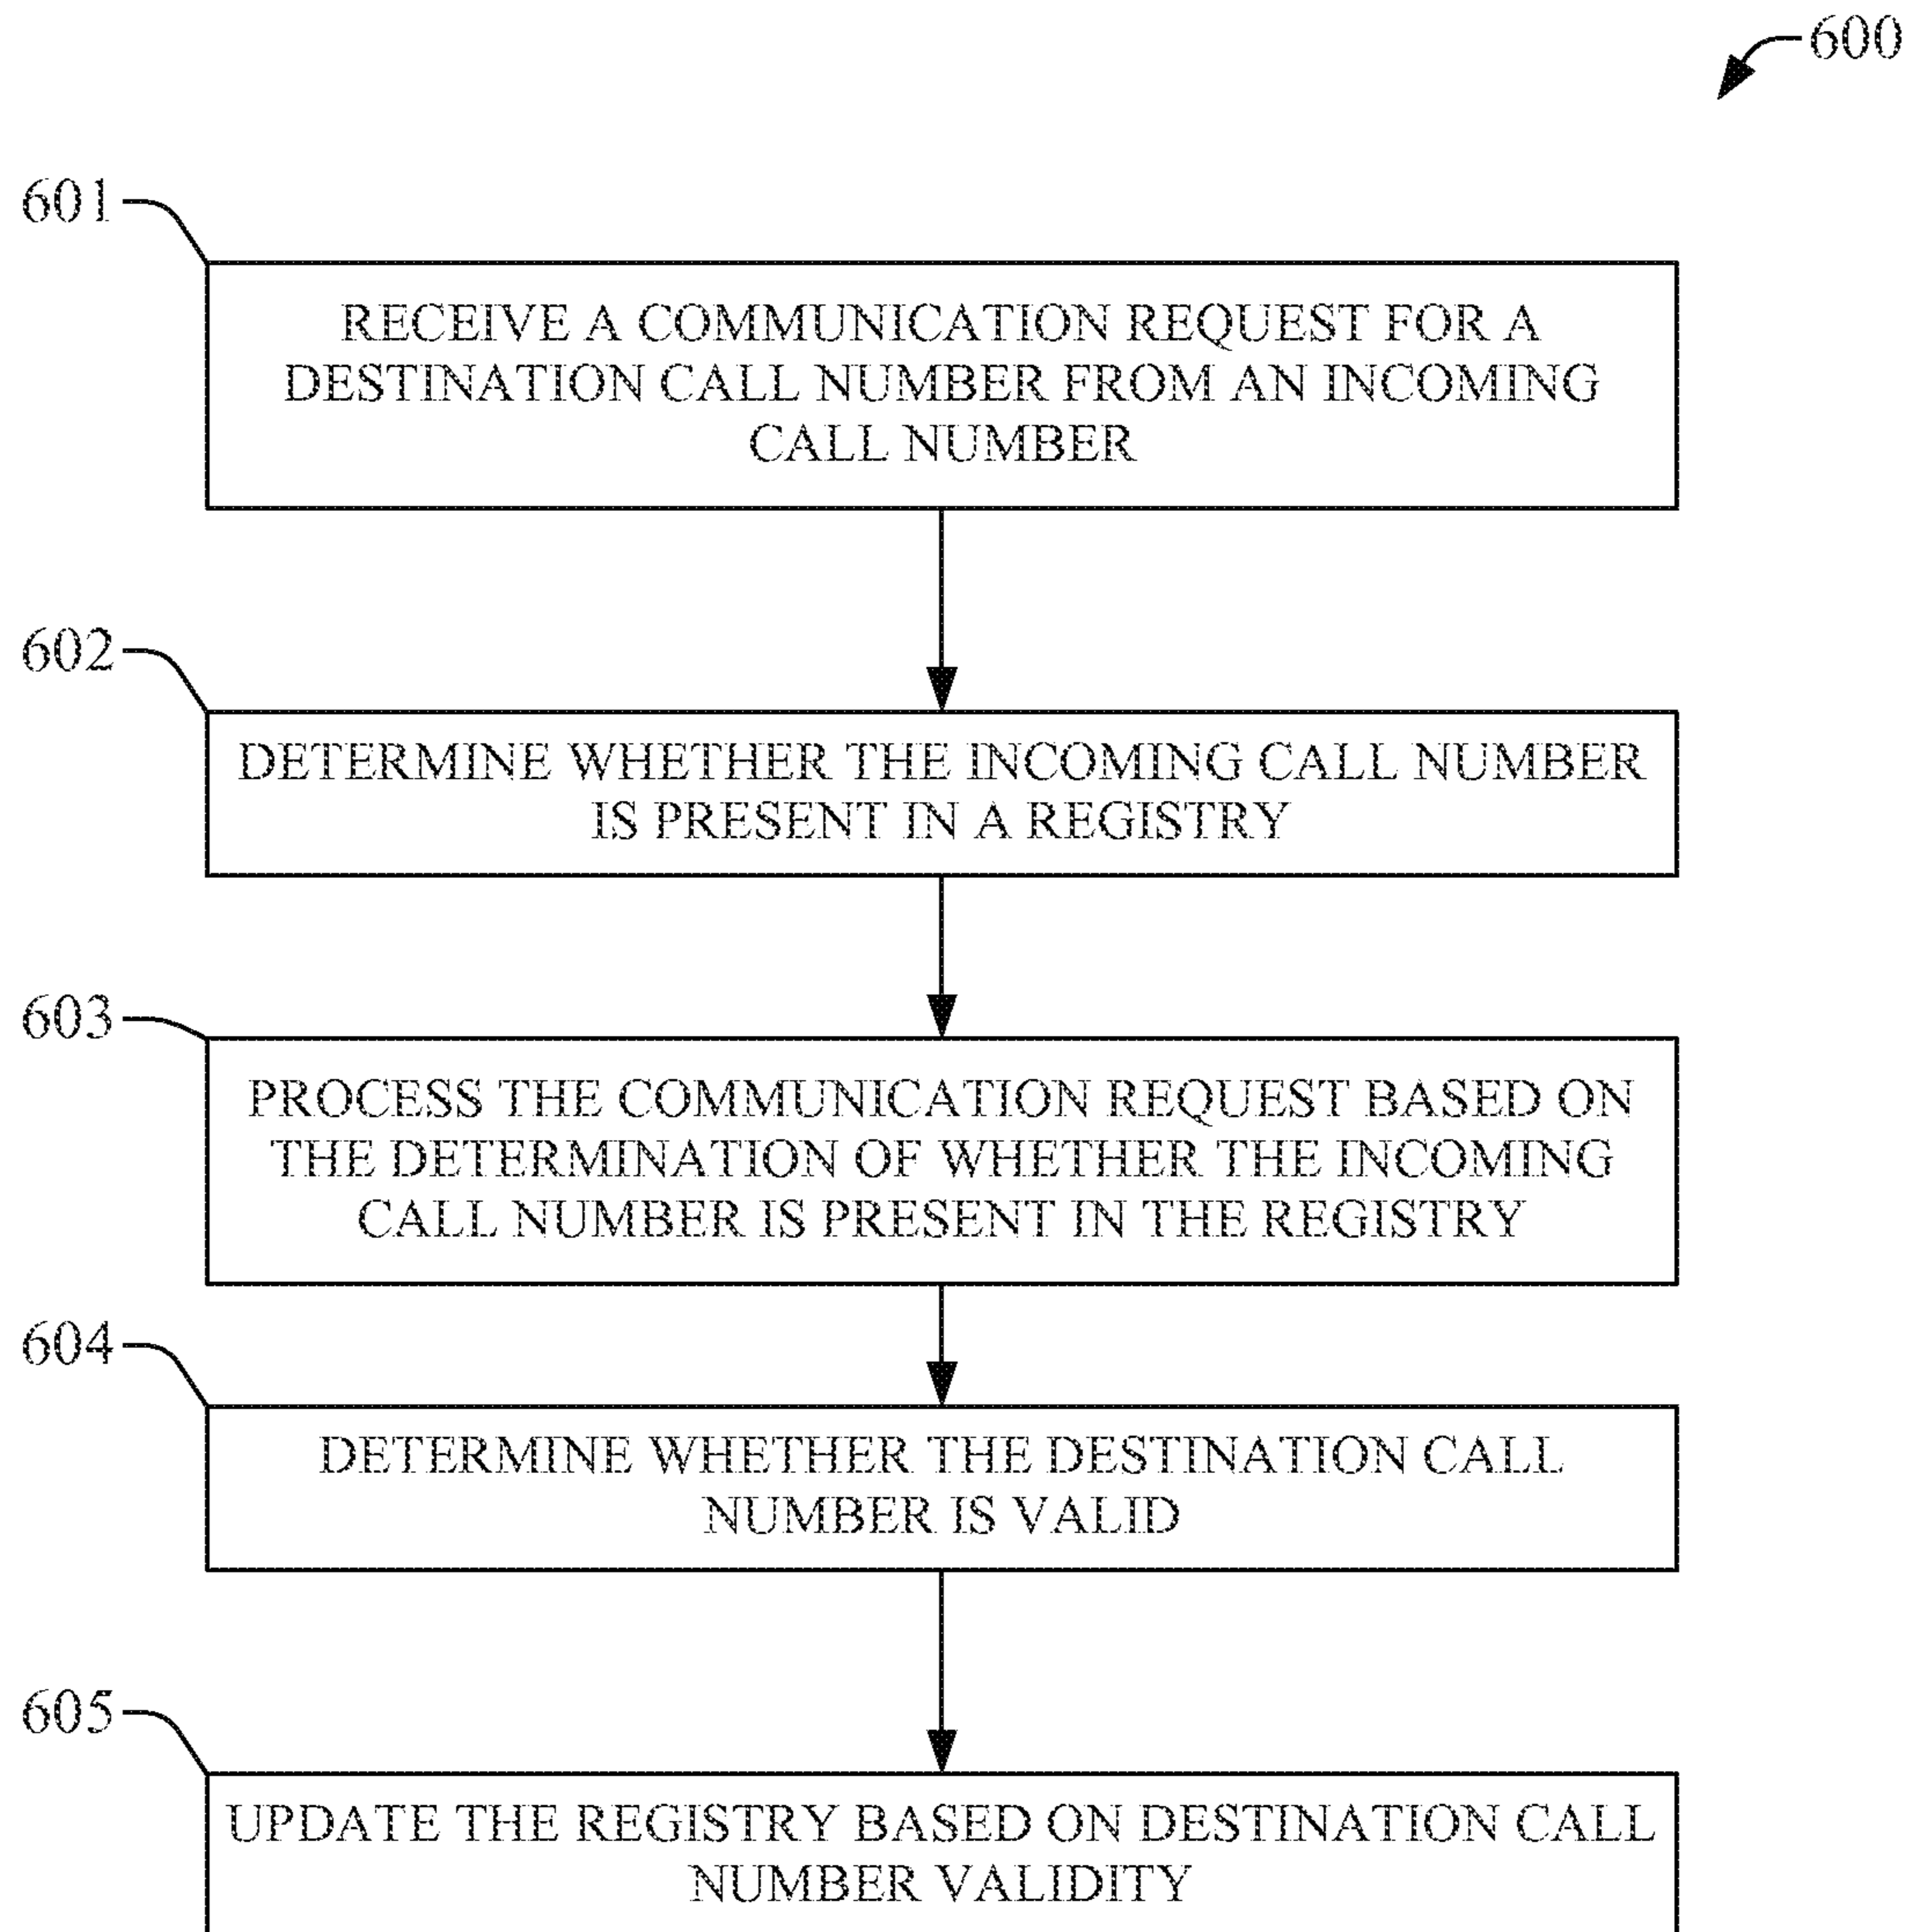 600
601
RECEIVE A COMMUNICATION REQUEST FOR A
DESTINATION CALL NUMBER FROM AN INCOMING
CALL NUMBER
602
DETERMINE WHETHER THE INCOMING CALL NUMBER
IS PRESENT IN A REGISTRY
603
PROCESS THE COMMUNICATION REQUEST BASED ON
THE DETERMINATION OF WHETHER THE INCOMING
CALL NUMBER IS PRESENT IN THE REGISTRY
604
DETERMINE WHETHER THE DESTINATION CALL
NUMBER IS VALID
605
UPDATE THE REGISTRY BASED ON DESTINATION CALL
NUMBER VALIDITY